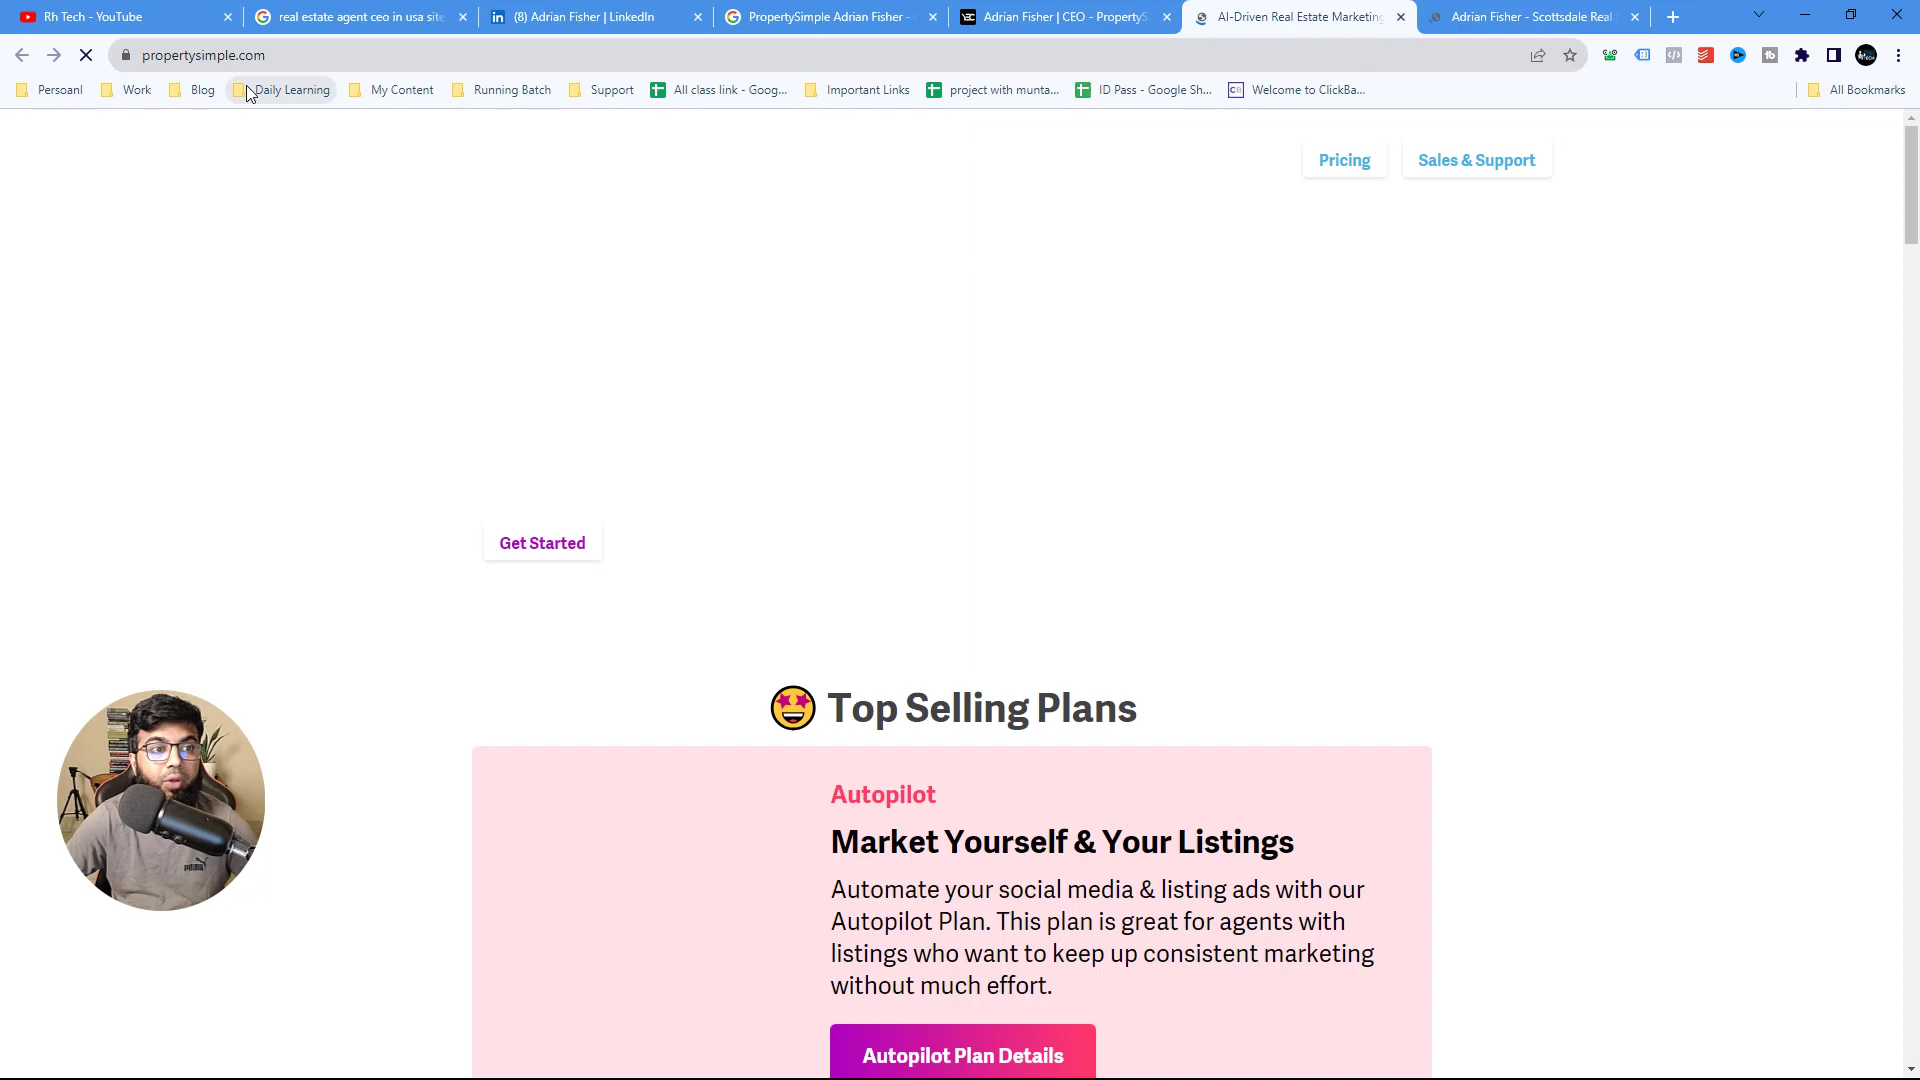 Rh Tech - YouTube
real estate agent ceo in usa site
(8) Adrian Fisher | LinkedIn
PropertySimple Adrian Fisher -
Adrian Fisher | CEO - PropertyS
AI-Driven Real Estate Marketing
Adrian Fisher - Scottsdale Real
propertysimple.com
Persoanl
Work
Blog
Daily Learning
My Content
Running Batch
Support
All class link - Goog...
Important Links
project with munta...
ID Pass - Google Sh...
Welcome to ClickBa...
All Bookmarks
Pricing
Sales & Support
Get Started
Top Selling Plans
Autopilot
Market Yourself & Your Listings
Automate your social media & listing ads with our
Autopilot Plan. This plan is great for agents with
listings who want to keep up consistent marketing
without much effort.
Autopilot Plan Details